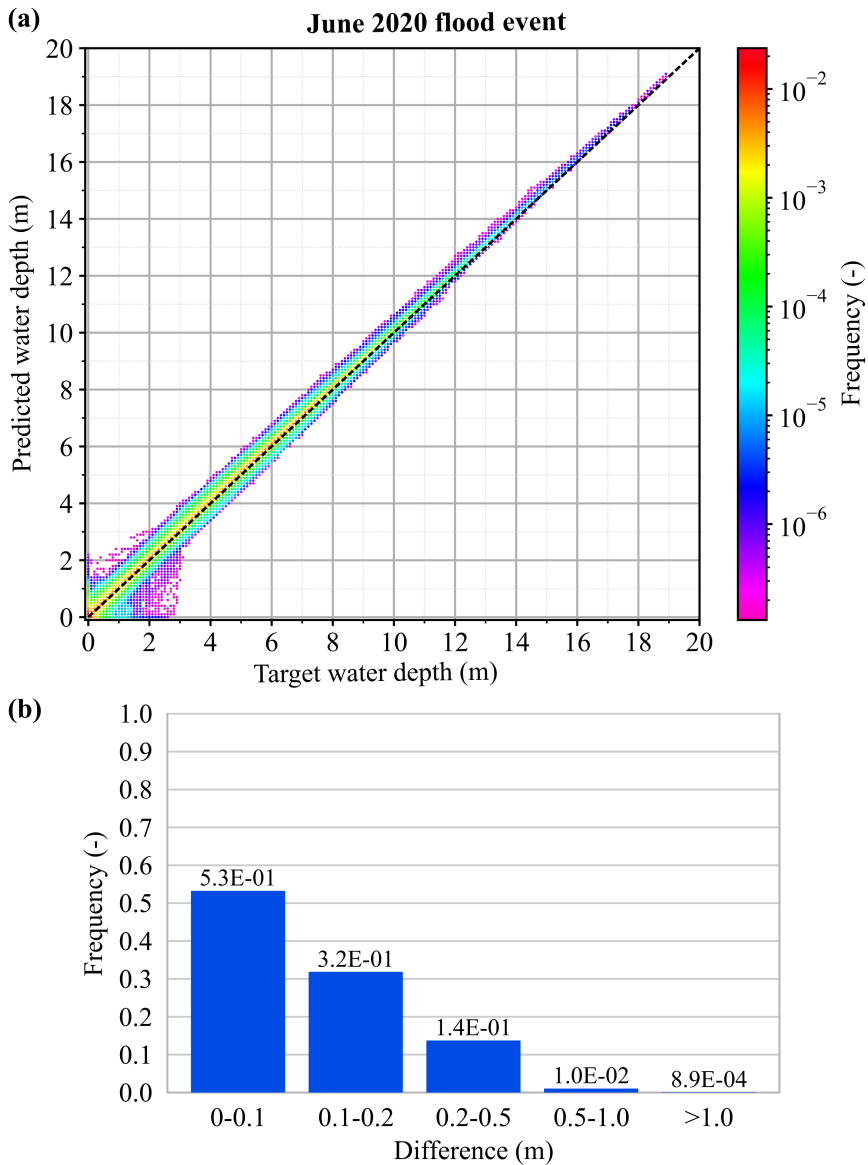 (a)
June 2020 flood event
20
18
16
14
12
10
8
6
4
2
0
Predicted water depth (m)
0 2 4 6 8 10 12 14 16 18 20
Target water depth (m)
10⁻²
10⁻³
10⁻⁴
10⁻⁵
10⁻⁶
Frequency (-)
(b)
1.0
0.9
0.8
0.7
0.6
0.5
0.4
0.3
0.2
0.1
0.0
Frequency (-)
5.3E-01
3.2E-01
1.4E-01
1.0E-02
8.9E-04
0-0.1 0.1-0.2 0.2-0.5 0.5-1.0 >1.0
Difference (m)